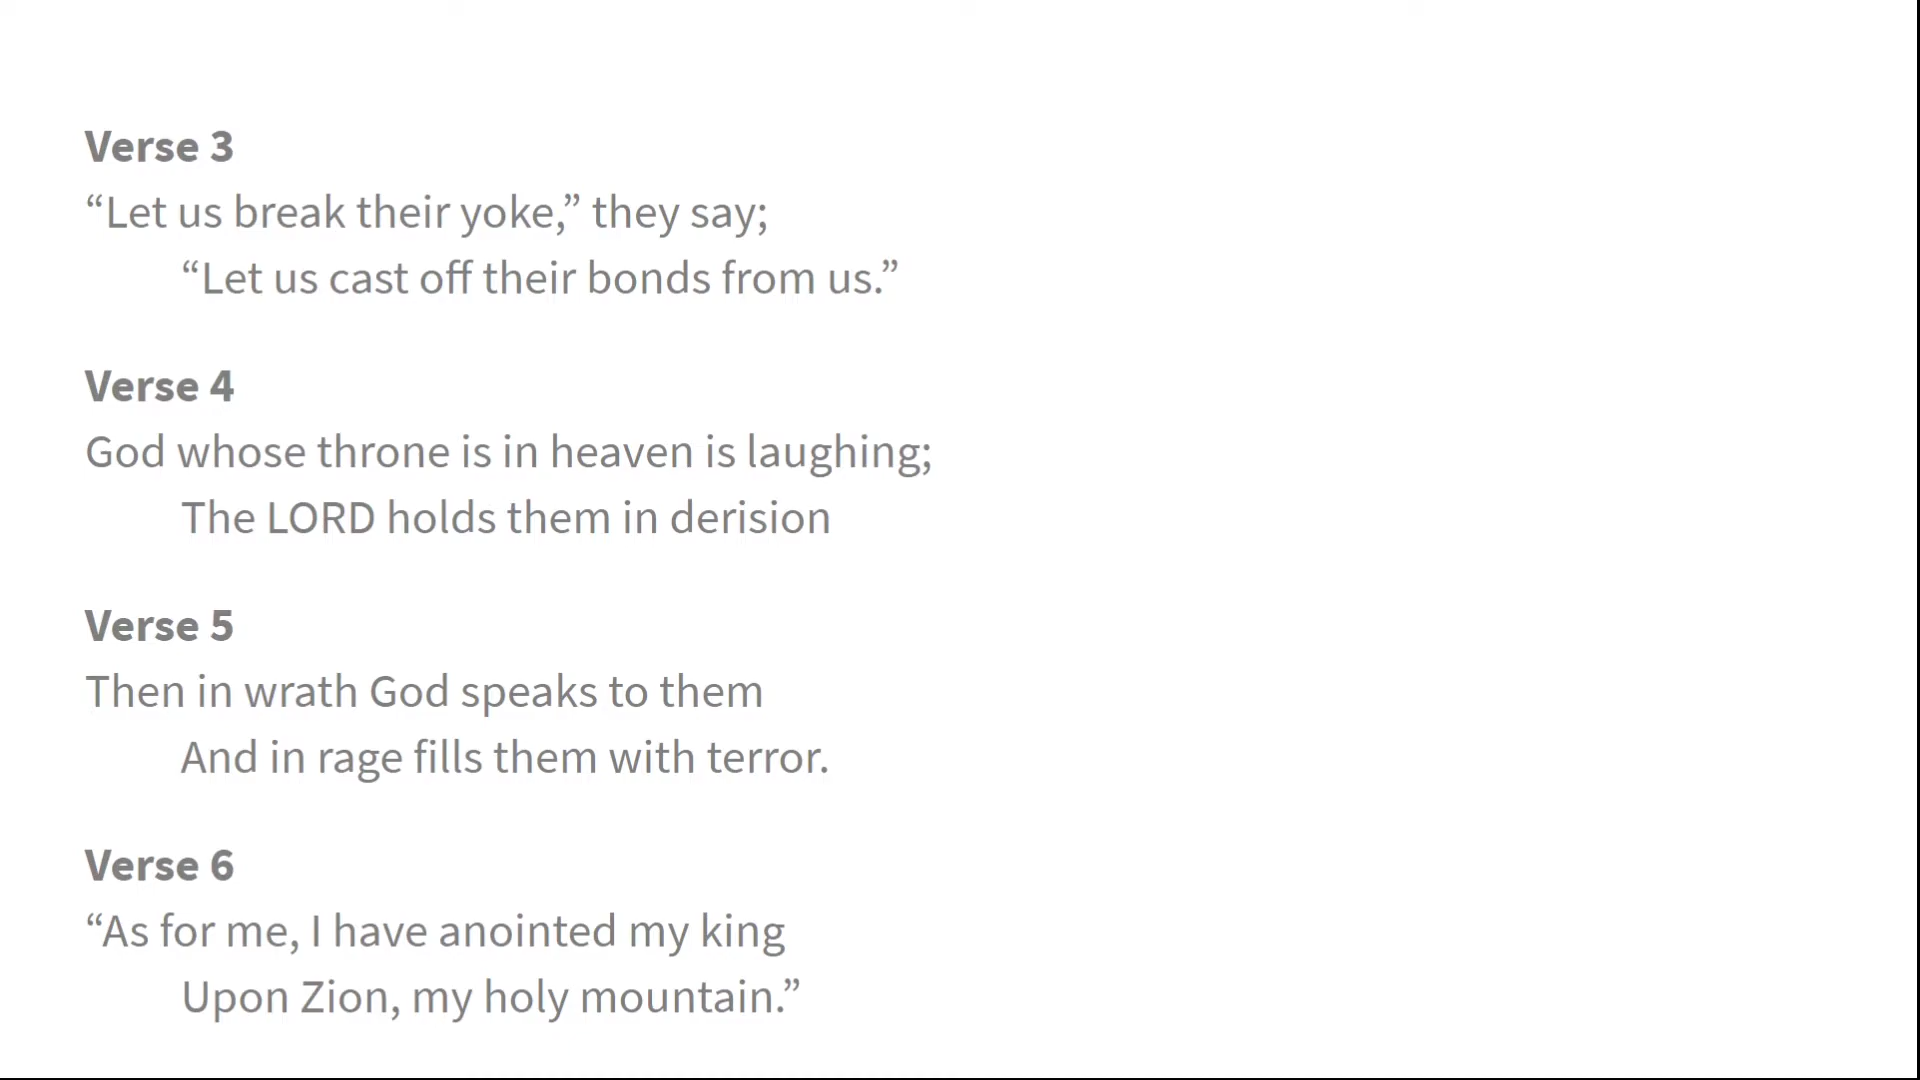 Verse 3
“Let us break their yoke,” they say;
“Let us cast off their bonds from us.”
Verse 4
God whose throne is in heaven is laughing;
The LORD holds them in derision
Verse 5
Then in wrath God speaks to them
And in rage fills them with terror.
Verse 6
“As for me, I have anointed my king
Upon Zion, my holy mountain.”